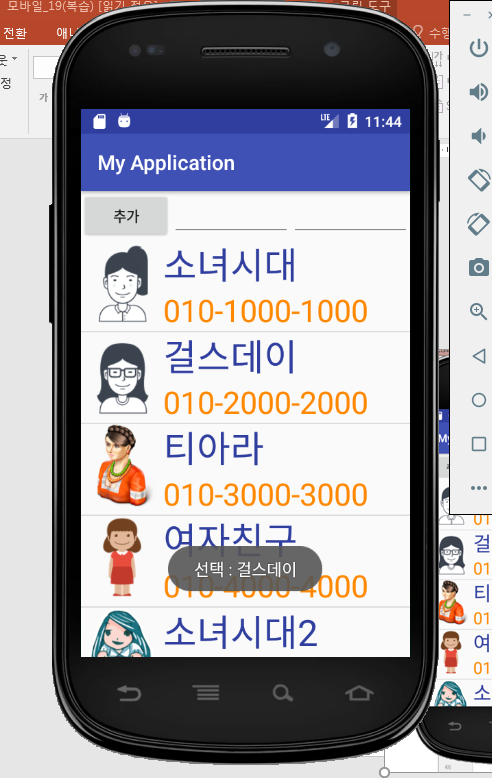 모바일_19(복습) [읽기 전용]
도구
전환
애니
수행
정
가
LTE 11:44
My Application
추가
소녀시대
010-1000-1000
걸스데이
010-2000-2000
티아라
010-3000-3000
여자친구
010-4000-4000
선택 : 걸스데이
소녀시대2
My
01
걸
01
티
01
여
01
소